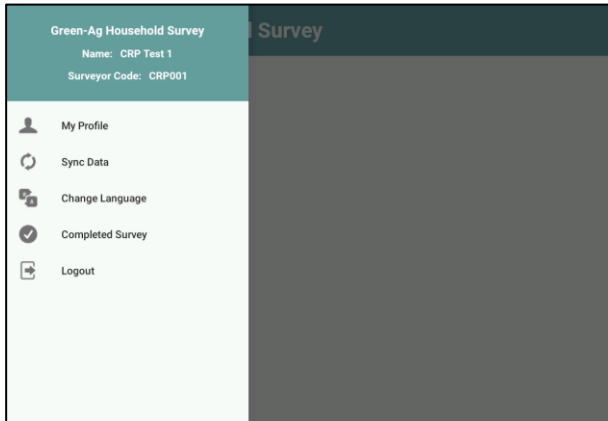 Green-Ag Household Survey
Name: CRP Test 1
Surveyor Code: CRP001
Survey
My Profile
Sync Data
Change Language
Completed Survey
Logout